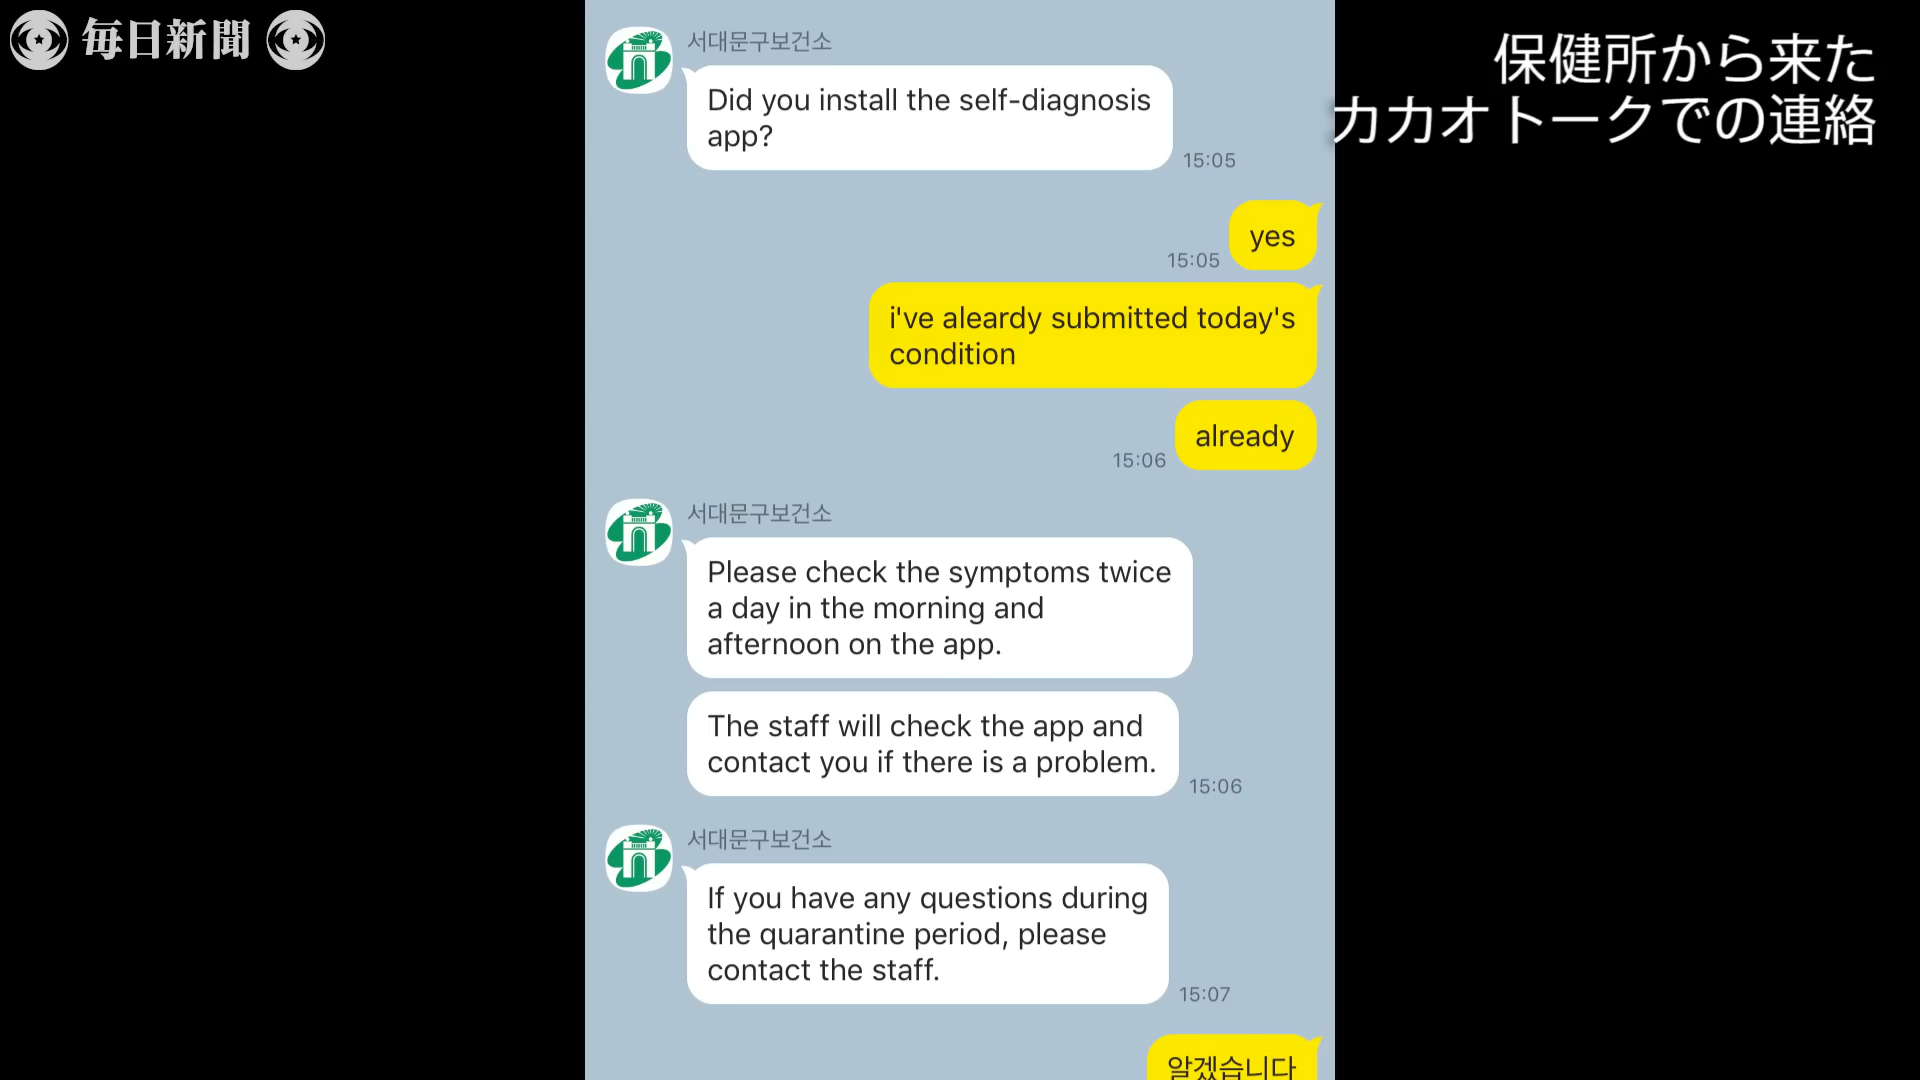 毎日新聞
保健所から来た
カカオトークでの連絡
서대문구보건소
Did you install the self-diagnosis
app?
15:05
yes
15:05
i've aleardy submitted today's
condition
already
15:06
서대문구보건소
Please check the symptoms twice
a day in the morning and
afternoon on the app.
The staff will check the app and
contact you if there is a problem.
15:06
서대문구보건소
If you have any questions during
the quarantine period, please
contact the staff.
15:07
알겠습니다